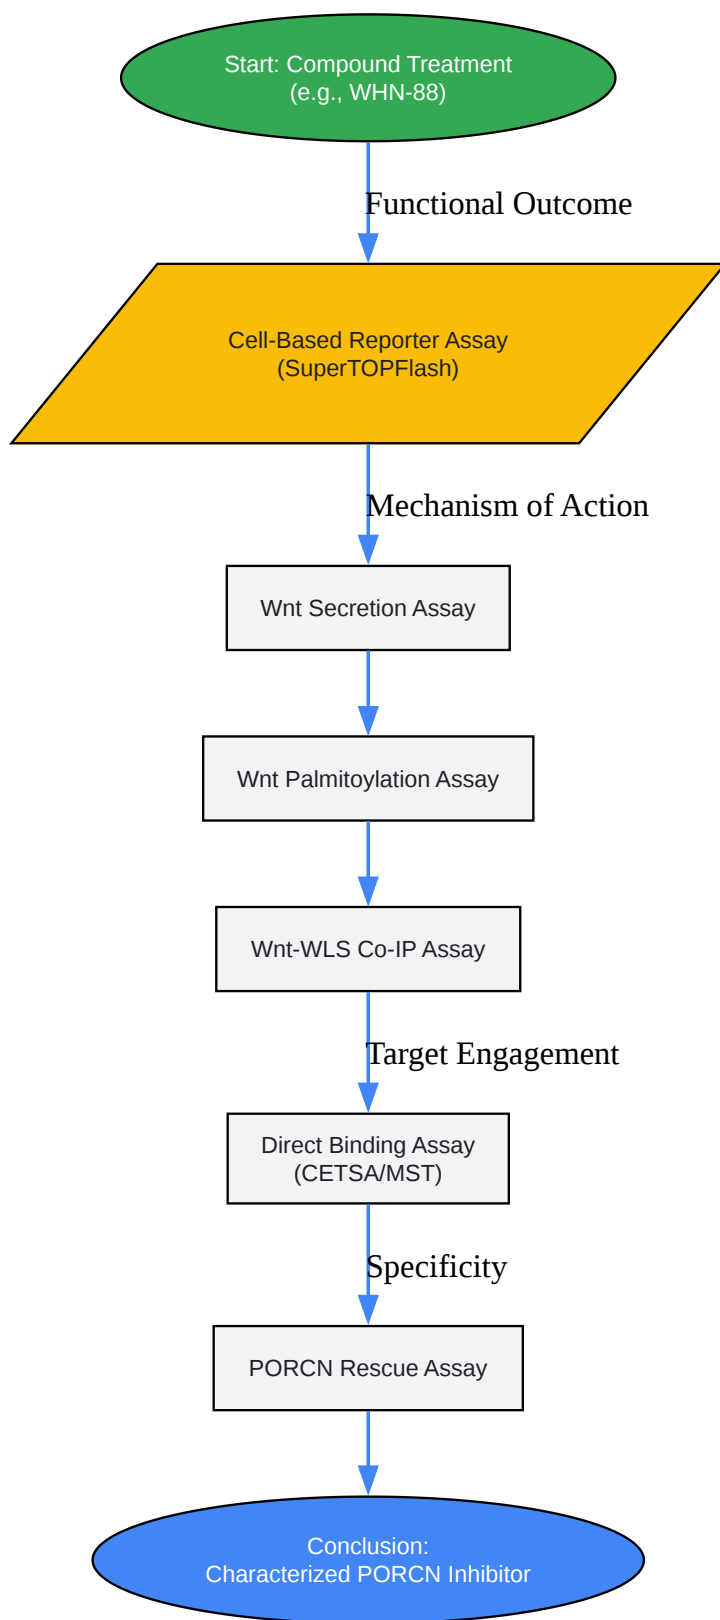 Start: Compound Treatment
(e.g., WHN-88)
Functional Outcome
Cell-Based Reporter Assay
(SuperTOPFlash)
Mechanism of Action
Wnt Secretion Assay
Wnt Palmitoylation Assay
Wnt-WLS Co-IP Assay
Target Engagement
Direct Binding Assay
(CETSA/MST)
Specificity
PORCN Rescue Assay
Conclusion:
Characterized PORCN Inhibitor